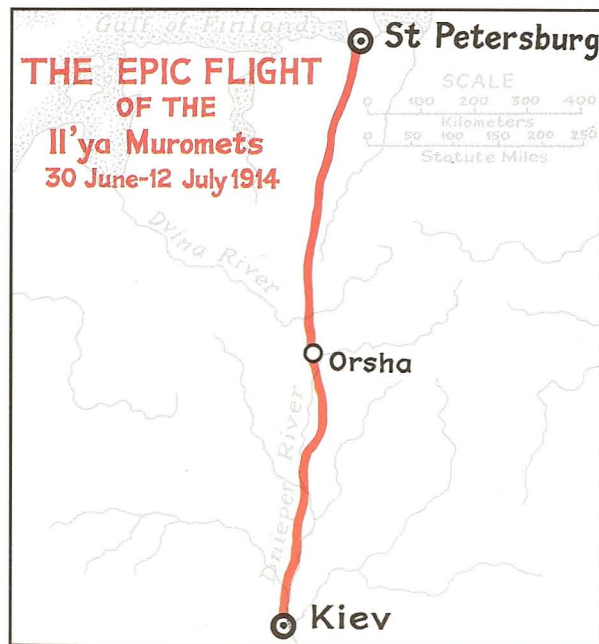 Gulf of Finland
St Petersburg
THE EPIC FLIGHT
OF THE
Il'ya Muromets
30 June-12 July 1914
SCALE
0 100 200 300 400
Kilometers
0 50 100 150 200 250
Statute Miles
Dvina River
Orsha
Dnieper River
Kiev